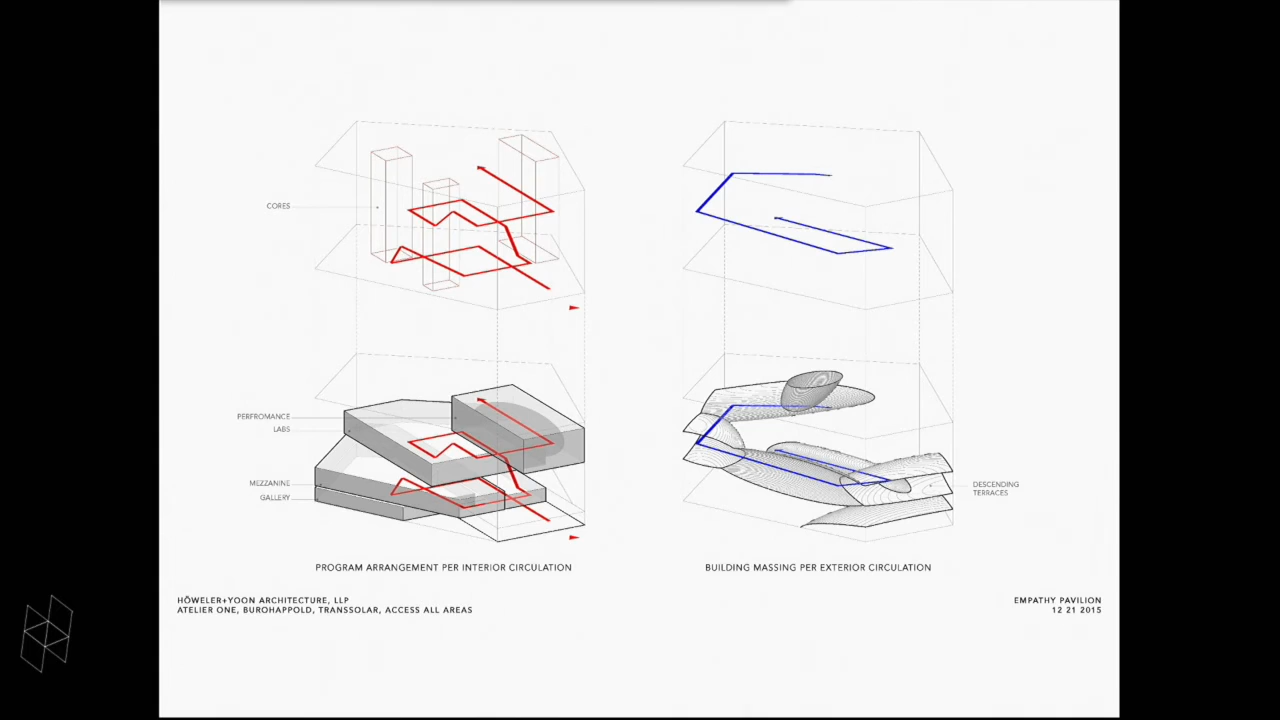 CORES
PERFROMANCE
LABS
MEZZANINE
GALLERY
DESCENDING
TERRACES
PROGRAM ARRANGEMENT PER INTERIOR CIRCULATION
BUILDING MASSING PER EXTERIOR CIRCULATION
HÖWELER+YOON ARCHITECTURE, LLP
ATELIER ONE, BUROHAPPOLD, TRANSSOLAR, ACCESS ALL AREAS
EMPATHY PAVILION
12 21 2015